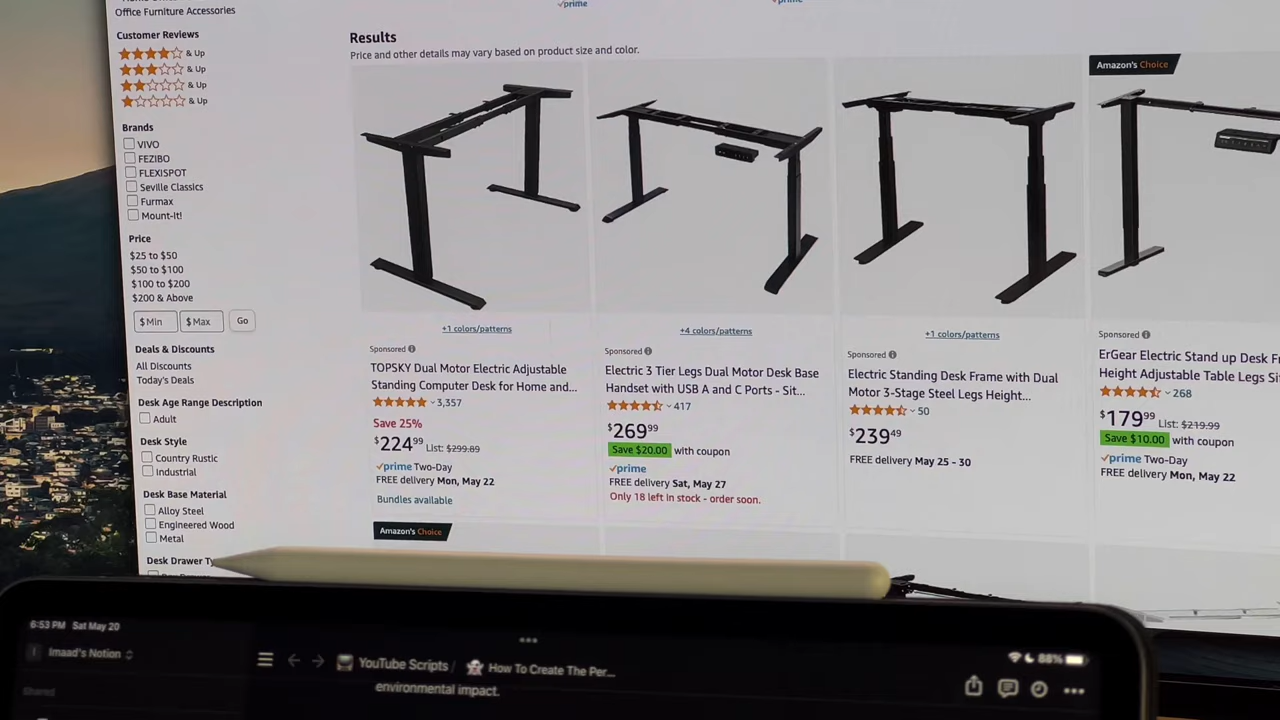 Office Furniture Accessories
Customer Reviews
& Up
& Up
& Up
& Up
Brands
VIVO
FEZIBO
FLEXISPOT
Seville Classics
Furmax
Mount-It!
Price
$25 to $50
$50 to $100
$100 to $200
$200 & Above
$ Min $ Max Go
Deals & Discounts
All Discounts
Today's Deals
Desk Age Range Description
Adult
Desk Style
Country Rustic
Industrial
Desk Base Material
Alloy Steel
Engineered Wood
Metal
Desk Drawer Ty
prime
prime
Results
Price and other details may vary based on product size and color.
+1 colors/patterns
Sponsored
TOPSKY Dual Motor Electric Adjustable
Standing Computer Desk for Home and...
3,357
Save 25%
$224.99 List: $299.89
prime Two-Day
FREE delivery Mon, May 22
Bundles available
Amazon's Choice
+4 colors/patterns
Sponsored
Electric 3 Tier Legs Dual Motor Desk Base
Handset with USB A and C Ports - Sit...
417
$269.99
Save $20.00 with coupon
prime
FREE delivery Sat, May 27
Only 18 left in stock - order soon.
+1 colors/patterns
Sponsored
Electric Standing Desk Frame with Dual
Motor 3-Stage Steel Legs Height...
50
$239.49
FREE delivery May 25 - 30
Amazon's Choice
Sponsored
ErGear Electric Stand up Desk F
Height Adjustable Table Legs Si
268
$179.99 List: $219.99
Save $10.00 with coupon
prime Two-Day
FREE delivery Mon, May 22
6:53 PM Sat May 20
88%
I Imaad's Notion
YouTube Scripts / How To Create The Per...
Shared
environmental impact.